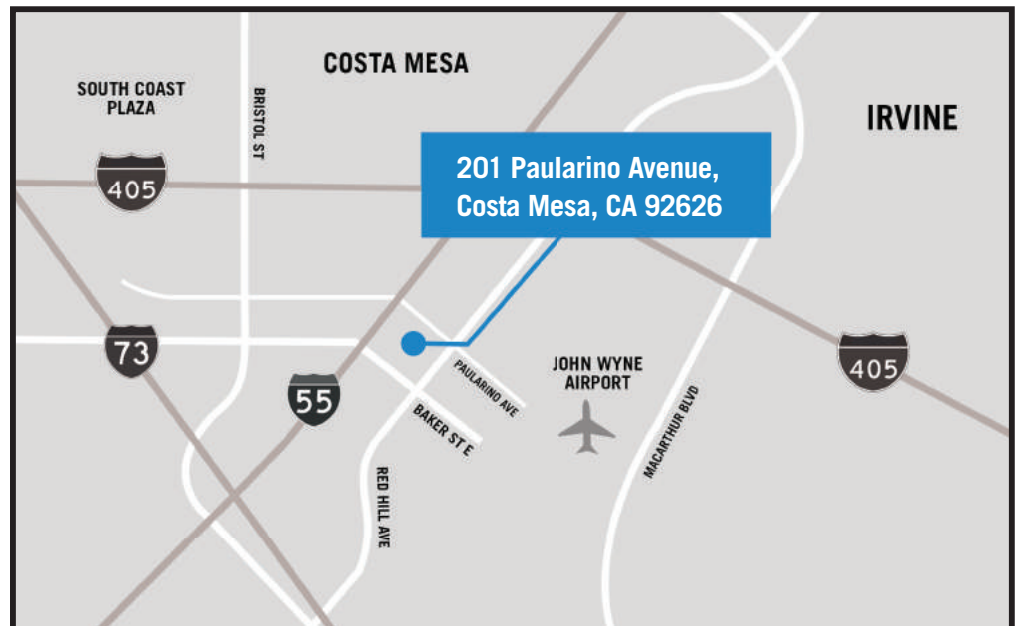 COSTA MESA
SOUTH COAST
PLAZA
BRISTOL ST
IRVINE
405
201 Paularino Avenue,
Costa Mesa, CA 92626
73
55
PAULARINO AVE
JOHN WYNE
AIRPORT
405
BAKER ST E
MACARTHUR BLVD
RED HILL AVE